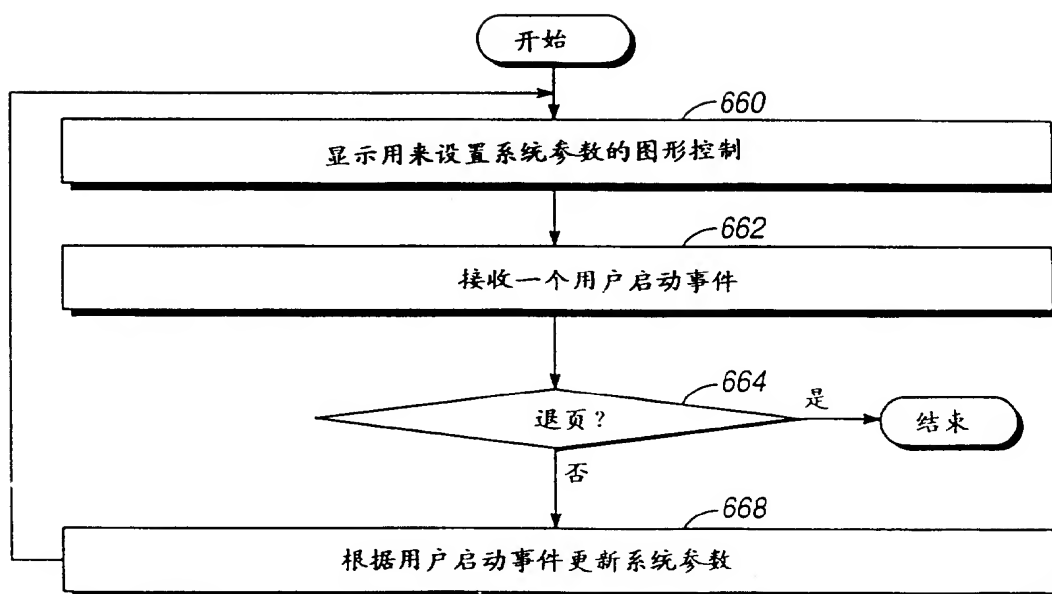 开始
660
显示用来设置系统参数的图形控制
662
接收一个用户启动事件
664
退页?
是
结束
否
668
根据用户启动事件更新系统参数